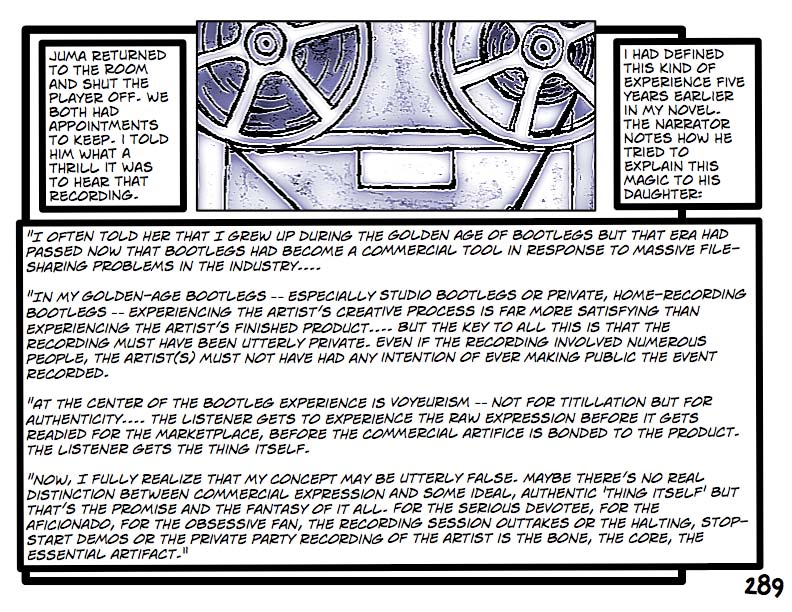 JUMA RETURNED
TO THE ROOM
AND SHUT THE
PLAYER OFF. WE
BOTH HAD
APPOINTMENTS
TO KEEP. I TOLD
HIM WHAT A
THRILL IT WAS
TO HEAR THAT
RECORDING.
I HAD DEFINED
THIS KIND OF
EXPERIENCE FIVE
YEARS EARLIER
IN MY NOVEL.
THE NARRATOR
NOTES HOW HE
TRIED TO
EXPLAIN THIS
MAGIC TO HIS
DAUGHTER:
"I OFTEN TOLD HER THAT I GREW UP DURING THE GOLDEN AGE OF BOOTLEGS BUT THAT ERA HAD
PASSED NOW THAT BOOTLEGS HAD BECOME A COMMERCIAL TOOL IN RESPONSE TO MASSIVE FILE-
SHARING PROBLEMS IN THE INDUSTRY....
"IN MY GOLDEN-AGE BOOTLEGS -- ESPECIALLY STUDIO BOOTLEGS OR PRIVATE, HOME-RECORDING
BOOTLEGS -- EXPERIENCING THE ARTIST'S CREATIVE PROCESS IS FAR MORE SATISFYING THAN
EXPERIENCING THE ARTIST'S FINISHED PRODUCT.... BUT THE KEY TO ALL THIS IS THAT THE
RECORDING MUST HAVE BEEN UTTERLY PRIVATE. EVEN IF THE RECORDING INVOLVED NUMEROUS
PEOPLE, THE ARTIST(S) MUST NOT HAVE HAD ANY INTENTION OF EVER MAKING PUBLIC THE EVENT
RECORDED.
"AT THE CENTER OF THE BOOTLEG EXPERIENCE IS VOYEURISM -- NOT FOR TITILLATION BUT FOR
AUTHENTICITY.... THE LISTENER GETS TO EXPERIENCE THE RAW EXPRESSION BEFORE IT GETS
READIED FOR THE MARKETPLACE, BEFORE THE COMMERCIAL ARTIFICE IS BONDED TO THE PRODUCT.
THE LISTENER GETS THE THING ITSELF.
"NOW, I FULLY REALIZE THAT MY CONCEPT MAY BE UTTERLY FALSE. MAYBE THERE'S NO REAL
DISTINCTION BETWEEN COMMERCIAL EXPRESSION AND SOME IDEAL, AUTHENTIC 'THING ITSELF' BUT
THAT'S THE PROMISE AND THE FANTASY OF IT ALL. FOR THE SERIOUS DEVOTEE, FOR THE
AFICIONADO, FOR THE OBSESSIVE FAN, THE RECORDING SESSION OUTTAKES OR THE HALTING, STOP-
START DEMOS OR THE PRIVATE PARTY RECORDING OF THE ARTIST IS THE BONE, THE CORE, THE
ESSENTIAL ARTIFACT."
289